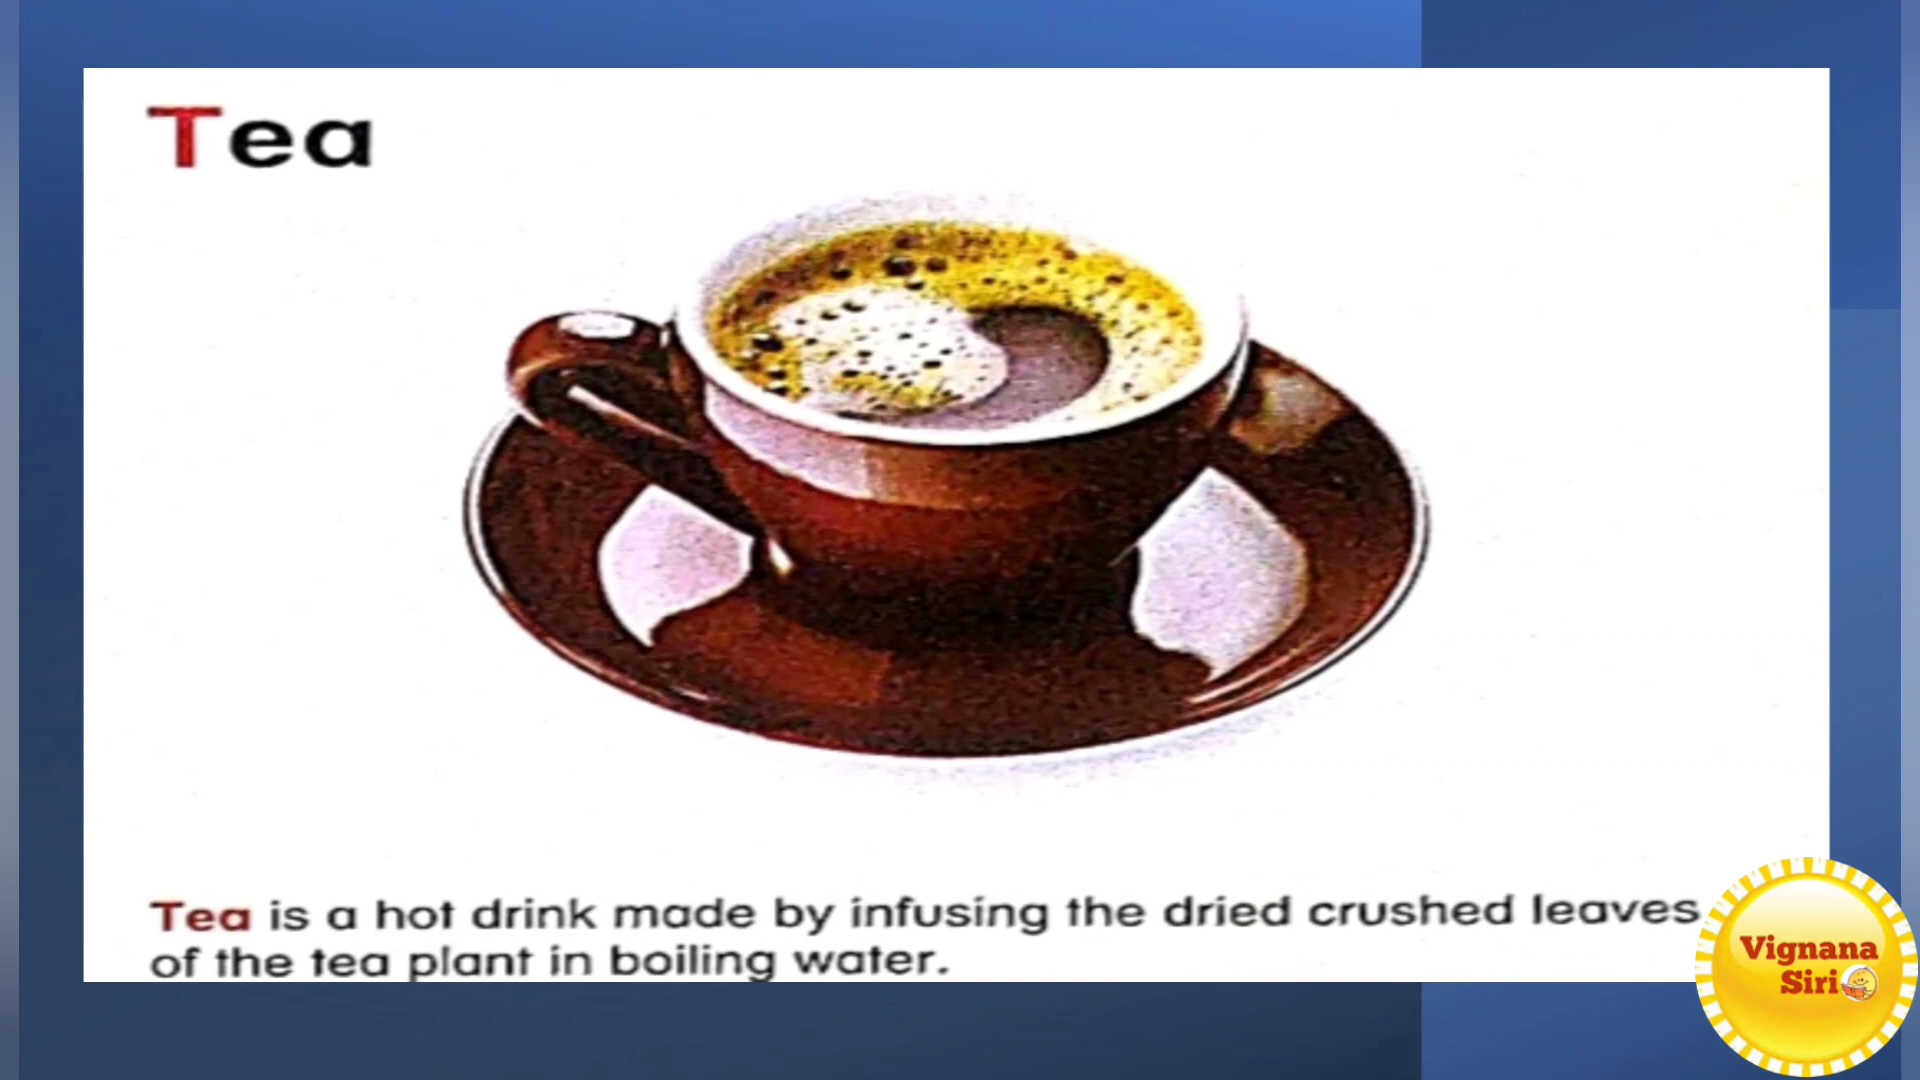 Tea
Tea is a hot drink made by infusing the dried crushed leaves
of the tea plant in boiling water.
Vignana
Siri